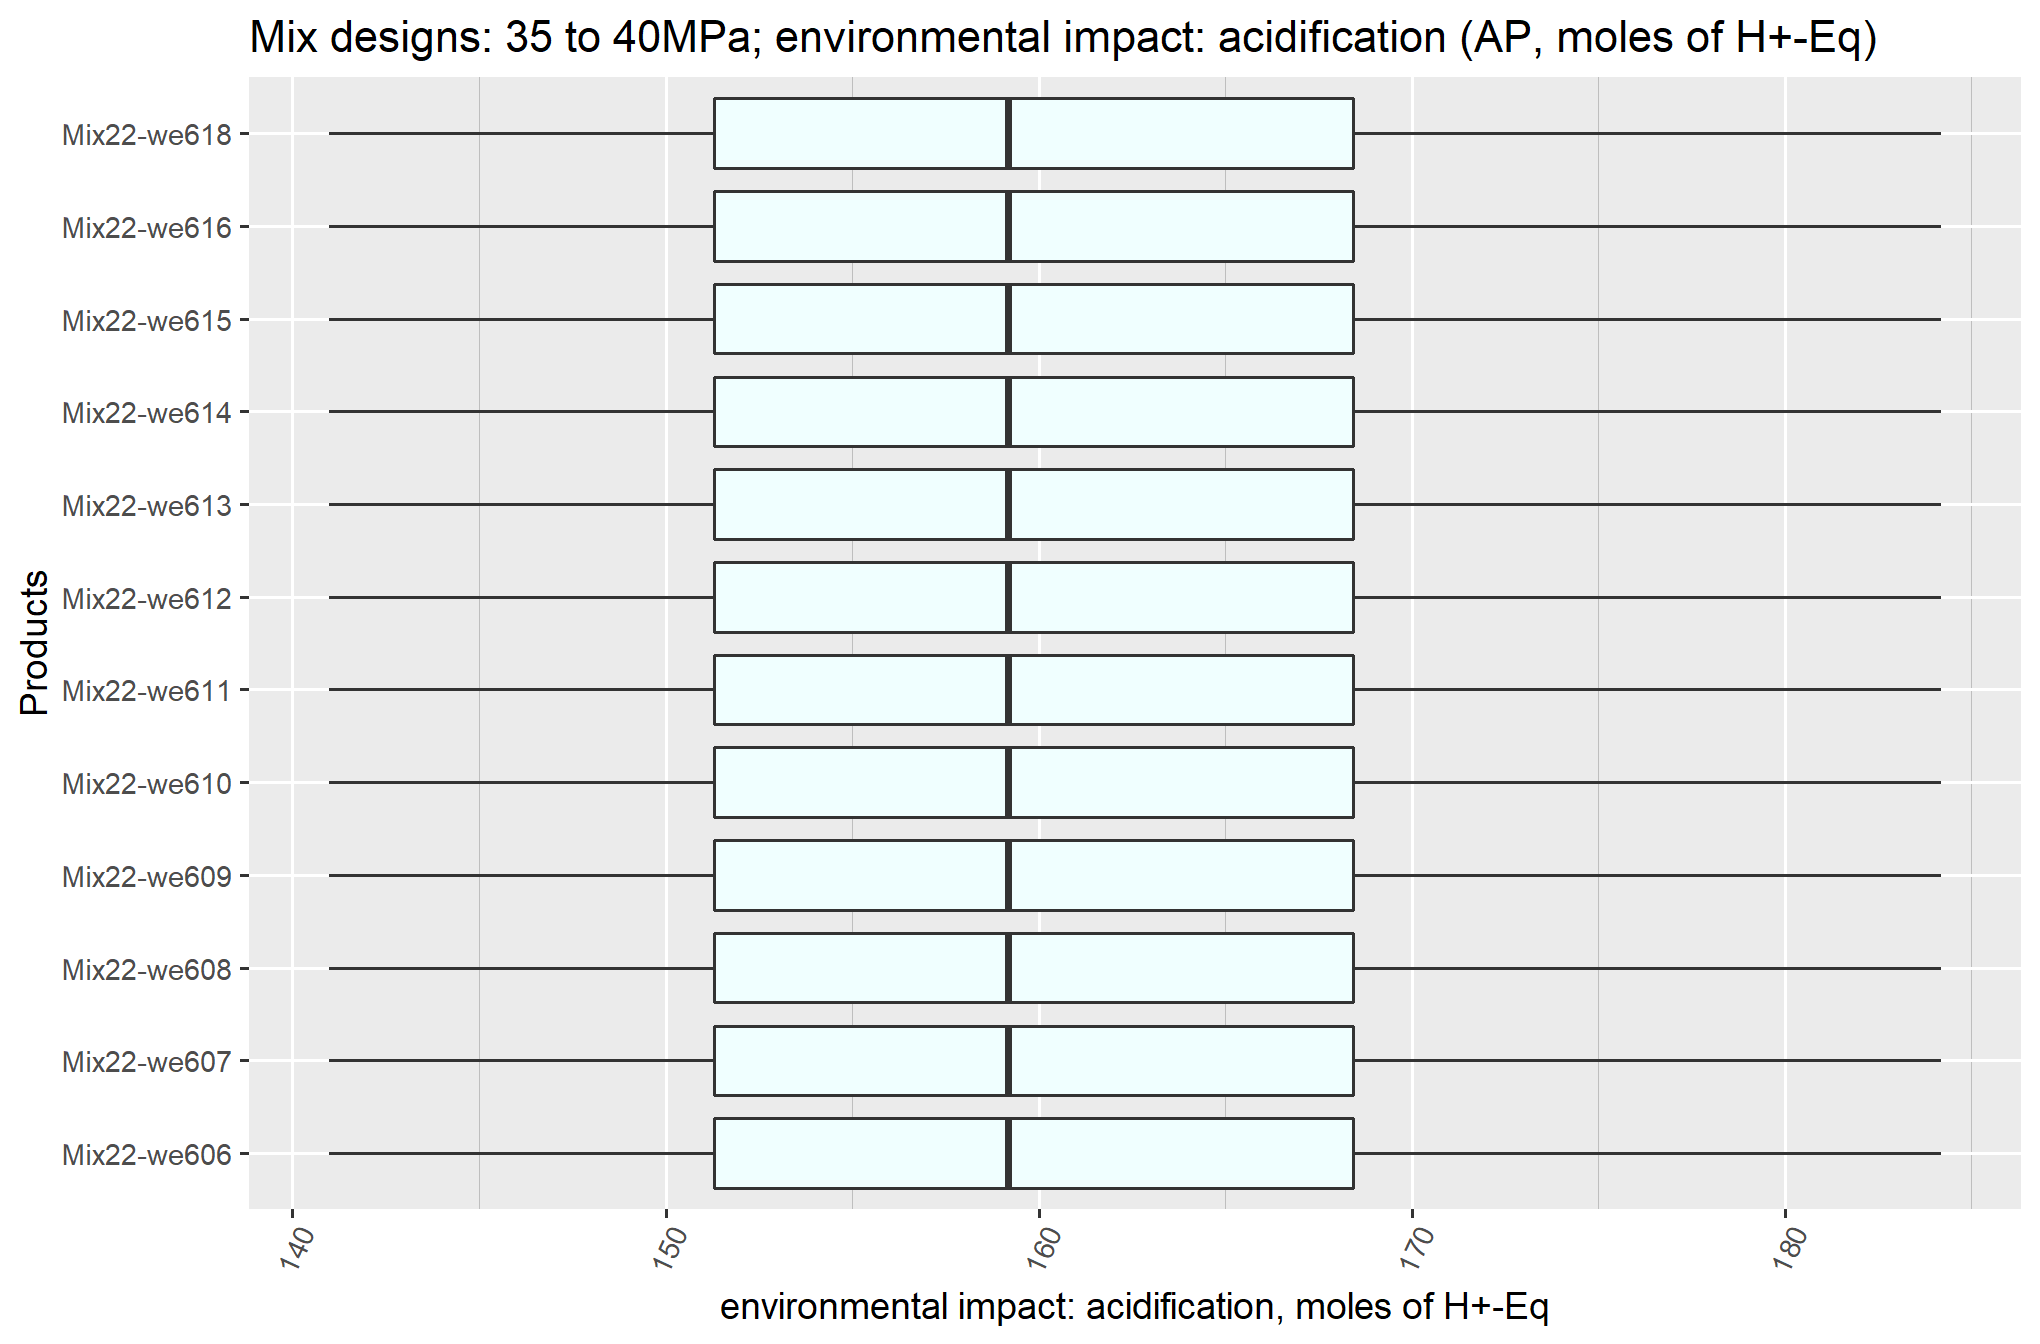 Mix designs: 35 to 40MPa; environmental impact: acidification (AP, moles of H+-Eq)
Products
Mix22-we618
Mix22-we616
Mix22-we615
Mix22-we614
Mix22-we613
Mix22-we612
Mix22-we611
Mix22-we610
Mix22-we609
Mix22-we608
Mix22-we607
Mix22-we606
140 150 160 170 180
environmental impact: acidification, moles of H+-Eq